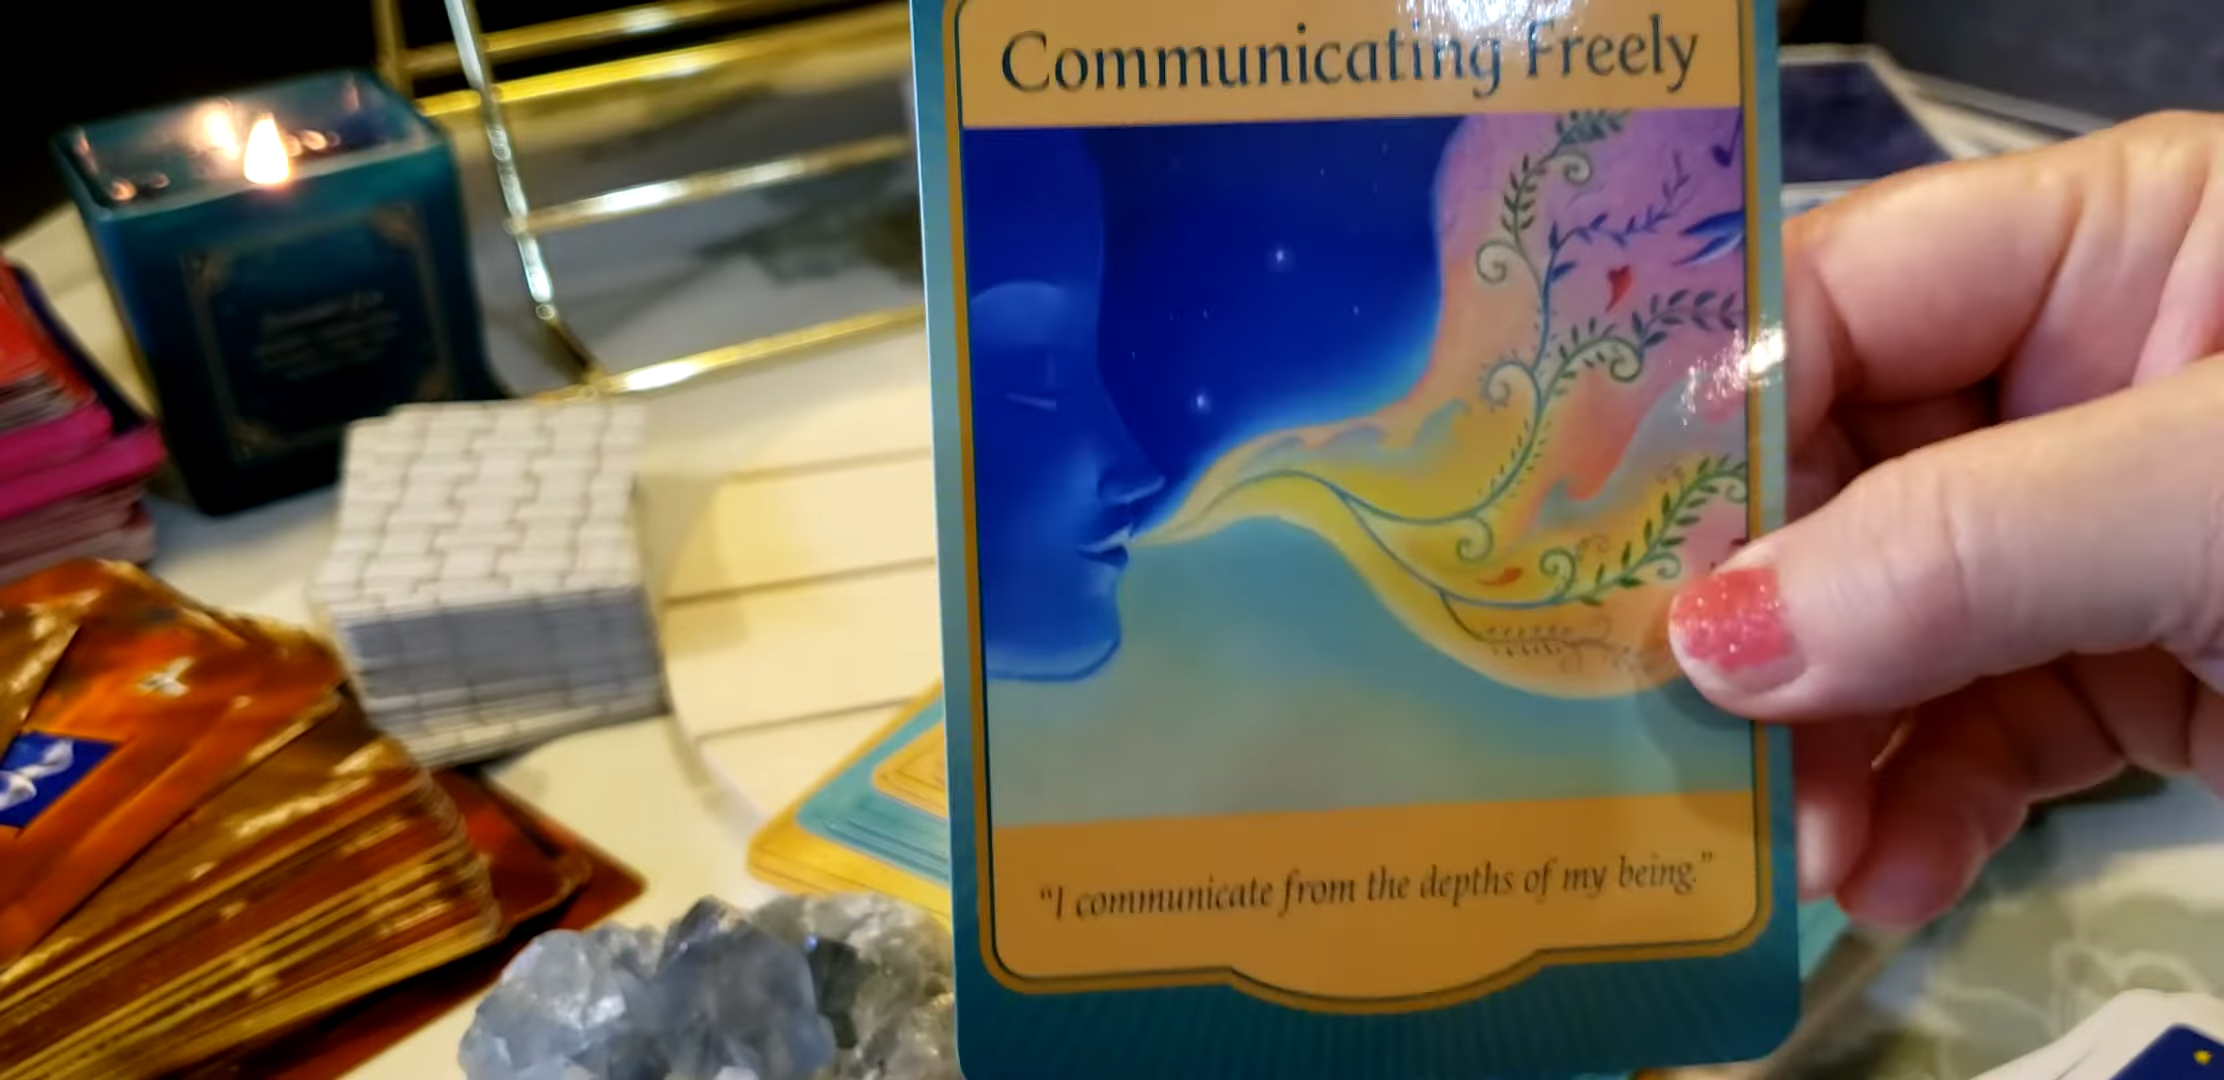 Communicating Freely
“I communicate from the depths of my being.”